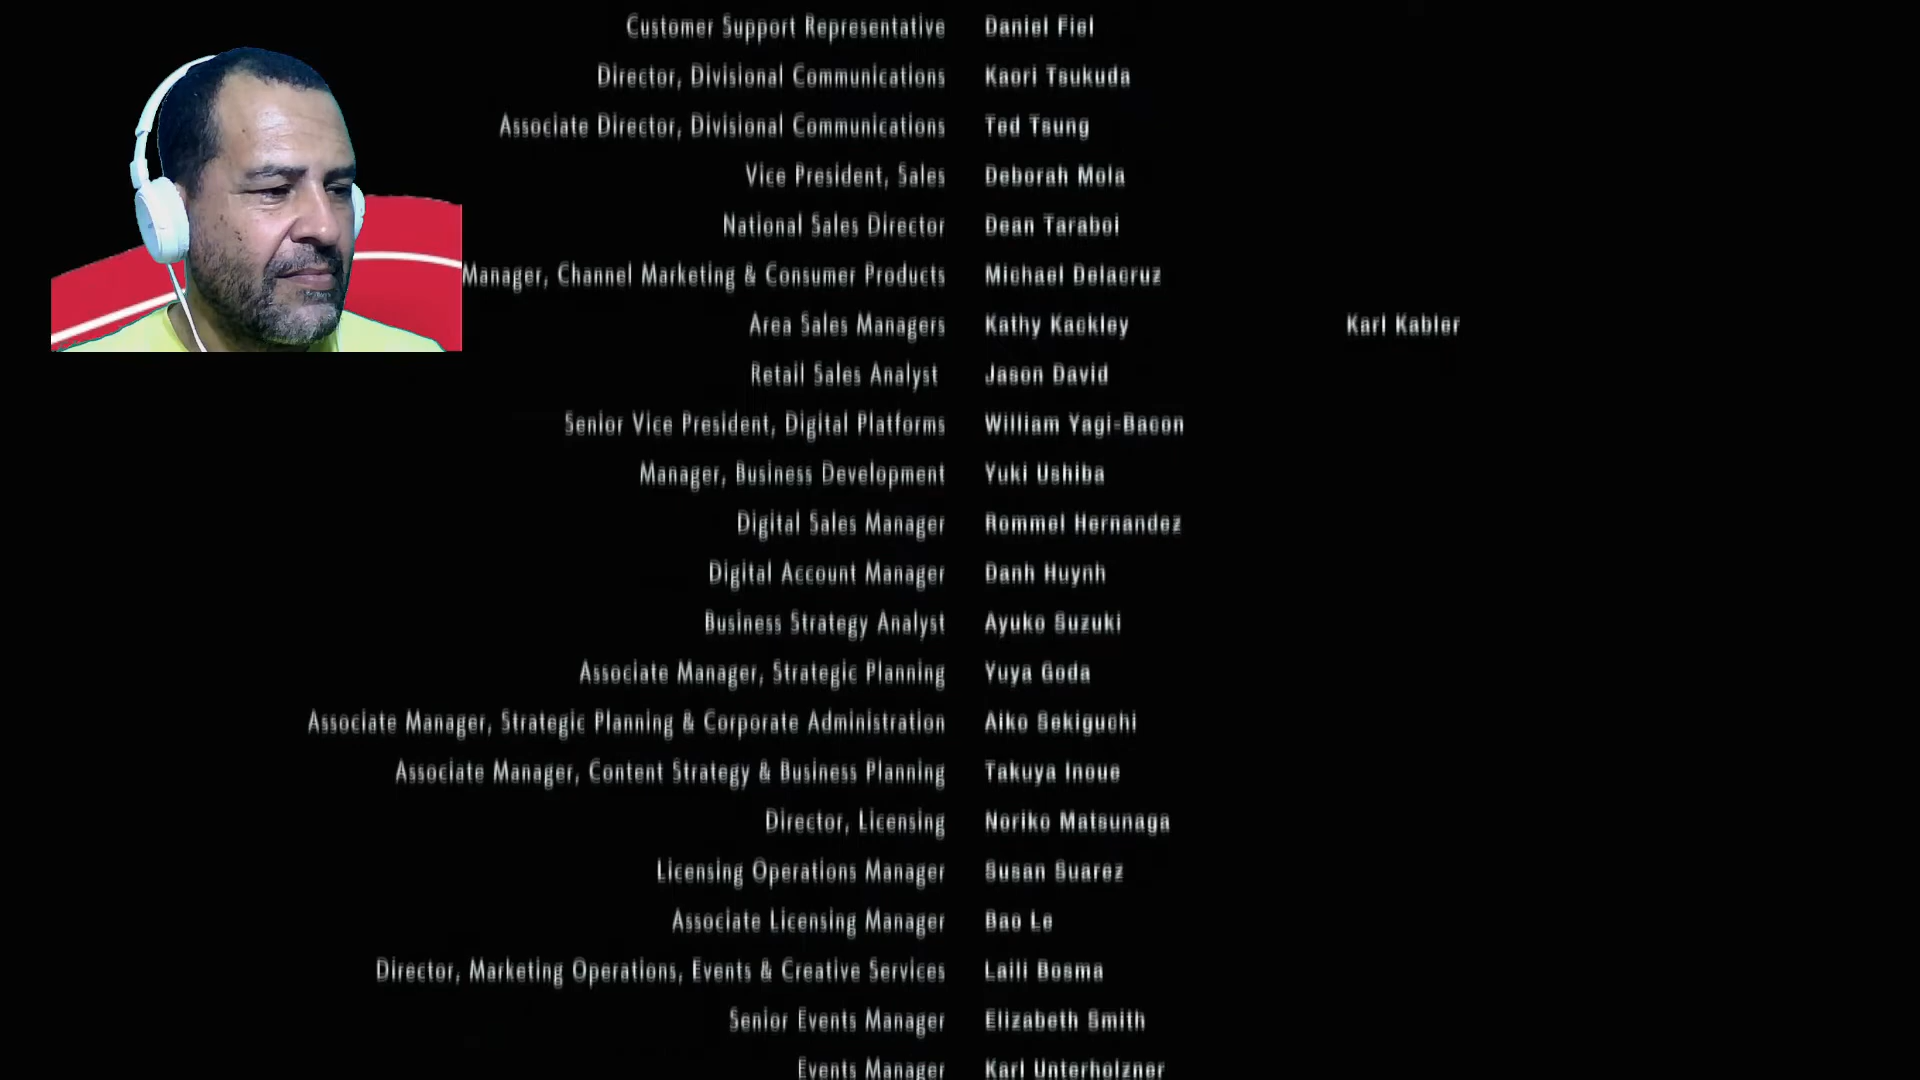 Customer Support Representative Daniel Fiel
Director, Divisional Communications Kaori Tsukuda
Associate Director, Divisional Communications Ted Tsung
Vice President, Sales Deborah Mola
National Sales Director Dean Taraboi
Manager, Channel Marketing & Consumer Products Michael Delacruz
Area Sales Managers Kathy Kackley Karl Kabler
Retail Sales Analyst Jason David
Senior Vice President, Digital Platforms William Yagi-Bacon
Manager, Business Development Yuki Ushiba
Digital Sales Manager Rommel Hernandez
Digital Account Manager Danh Huynh
Business Strategy Analyst Ayuko Suzuki
Associate Manager, Strategic Planning Yuya Goda
Associate Manager, Strategic Planning & Corporate Administration Aiko Sekiguchi
Associate Manager, Content Strategy & Business Planning Takuya Inoue
Director, Licensing Noriko Matsunaga
Licensing Operations Manager Susan Suarez
Associate Licensing Manager Bao Le
Director, Marketing Operations, Events & Creative Services Laili Bosma
Senior Events Manager Elizabeth Smith
Events Manager Karl Unterholzner